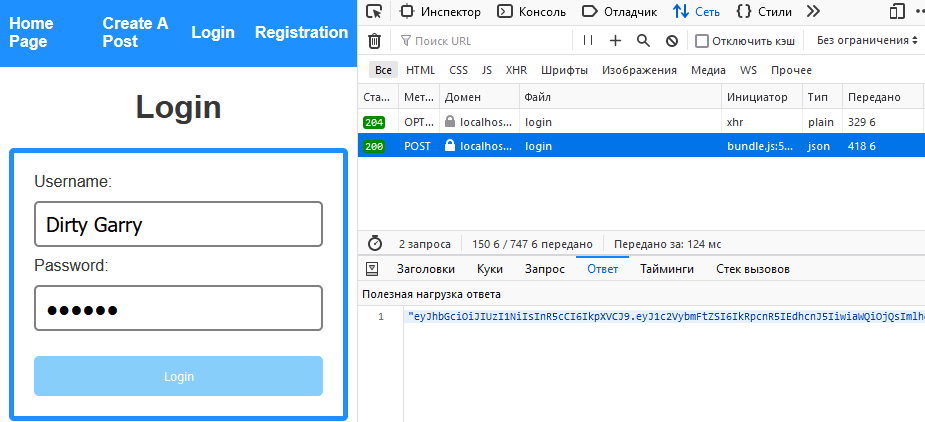 Home Page
Create A Post
Login
Registration
Login
Username:
Dirty Garry
Password:
Login
Инспектор
Консоль
Отладчик
Сеть
Стили
Поиск URL
Отключить кэш
Без ограничения
Все HTML CSS JS XHR Шрифты Изображения Медиа WS Прочее
Ста... Мет... Домен Файл Инициатор Тип Передано
204 OPT... localhos... login xhr plain 329 б
200 POST localhos... login bundle.js:5... json 418 б
2 запроса 150 б / 747 б передано Передано за: 124 мс
Заголовки Куки Запрос Ответ Тайминги Стек вызовов
Полезная нагрузка ответа
1 "eyJhbGciOiJIUzI1NiIsInR5cCI6IkpXVCJ9.eyJ1c2VybmFtZSI6IkRpcnR5IEdhcnJ5IiwiaWQiOjQsImlh